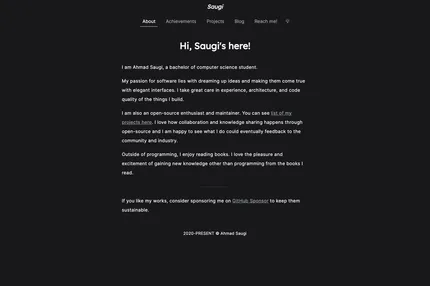 Saugi
About Achievements Projects Blog Reach me!
Hi, Saugi's here!
I am Ahmad Saugi, a bachelor of computer science student.
My passion for software lies with dreaming up ideas and making them come true
with elegant interfaces. I take great care in experience, architecture, and code
quality of the things I build.
I am also an open-source enthusiast and maintainer. You can see list of my
projects here. I love how collaboration and knowledge sharing happens through
open-source and I am happy to see what I do could eventually feedback to the
community and industry.
Outside of programming, I enjoy reading books. I love the pleasure and
excitement of gaining new knowledge other than programming from the books I
read.
If you like my works, consider sponsoring me on GitHub Sponsor to keep them
sustainable.
2020-PRESENT © Ahmad Saugi